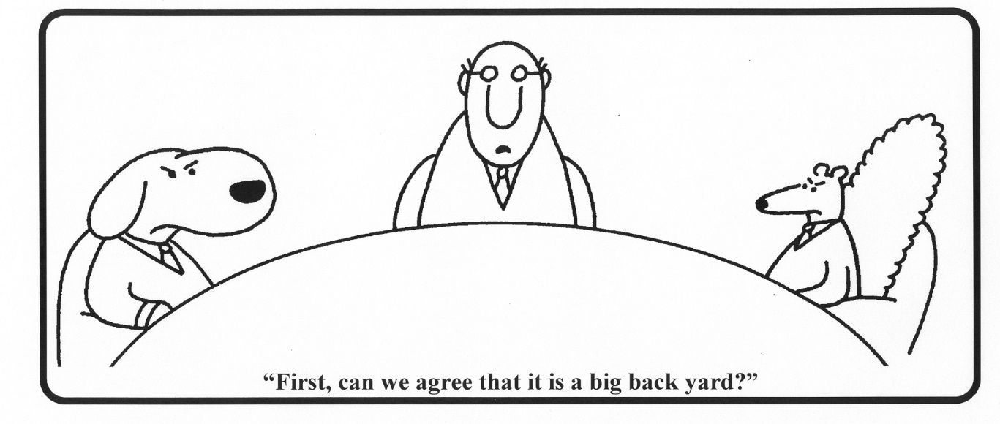 “First, can we agree that it is a big back yard?”